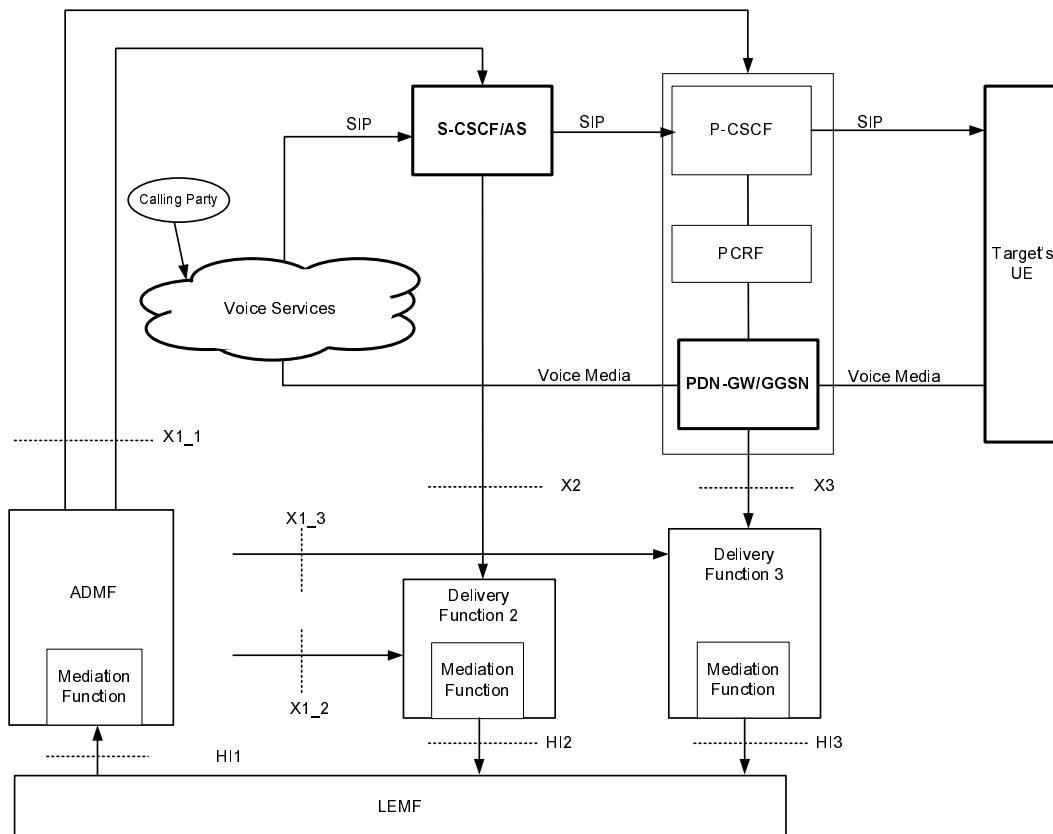 SIP
S-CSCF/AS
SIP
P-CSCF
SIP
Calling Party
PCRF
Target's
UE
Voice Services
Voice Media
PDN-GW/GGSN
Voice Media
X1_1
X2
X3
X1_3
Delivery
Function 3
ADMF
Delivery
Function 2
Mediation
Function
Mediation
Function
Mediation
Function
X1_2
HI1
HI2
HI3
LEMF